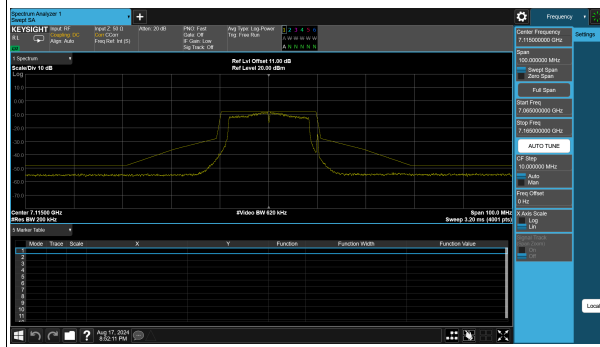 Spectrum Analyzer 1
Swept SA
Frequency
KEYSIGHT
Input: RF
Coupling: DC
Align: Auto
Input Z: 50 Ω
Corr CCorr
Freq Ref: Int (S)
Atten: 20 dB
PNO: Fast
Gate: Off
IF Gain: Low
Sig Track: Off
Avg Type: Log-Power
Trig: Free Run
1 2 3 4 5 6
A W W W W W
A N N N N N
1 Spectrum
Scale/Div 10 dB
Log
Ref Lvl Offset 11.00 dB
Ref Level 20.00 dBm
10.0
0.00
-10.0
-20.0
-30.0
-40.0
-50.0
-60.0
-70.0
Center 7.11500 GHz
#Res BW 200 kHz
#Video BW 620 kHz
Span 100.0 MHz
Sweep 3.20 ms (4001 pts)
5 Marker Table
Mode Trace Scale X Y Function Function Width Function Value
1
2
3
4
5
6
7
8
9
10
11
Aug 17, 2024
8:52:11 PM
Center Frequency
7.115000000 GHz
Settings
Span
100.000000 MHz
Swept Span
Zero Span
Full Span
Start Freq
7.065000000 GHz
Stop Freq
7.165000000 GHz
AUTO TUNE
CF Step
10.000000 MHz
Auto
Man
Freq Offset
0 Hz
X Axis Scale
Log
Lin
Signal Track
(Span Zoom)
On
Off
Local